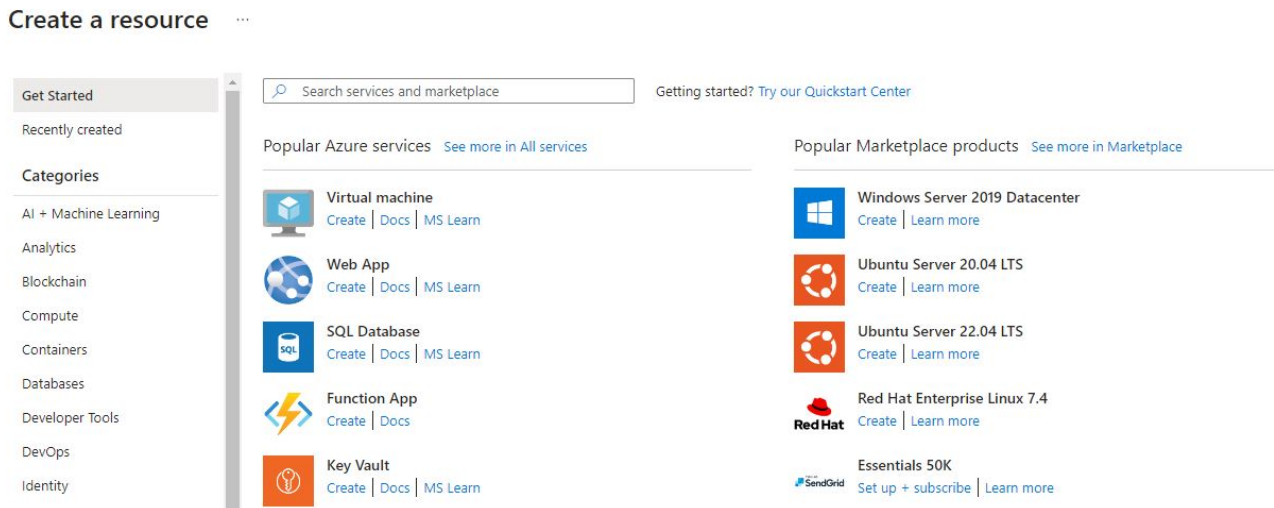 Create a resource ...
Get Started
Recently created
Categories
AI + Machine Learning
Analytics
Blockchain
Compute
Containers
Databases
Developer Tools
DevOps
Identity
Search services and marketplace
Getting started? Try our Quickstart Center
Popular Azure services See more in All services
Virtual machine
Create | Docs | MS Learn
Web App
Create | Docs | MS Learn
SQL
SQL Database
Create | Docs | MS Learn
Function App
Create | Docs
Key Vault
Create | Docs | MS Learn
Popular Marketplace products See more in Marketplace
Windows Server 2019 Datacenter
Create | Learn more
Ubuntu Server 20.04 LTS
Create | Learn more
Ubuntu Server 22.04 LTS
Create | Learn more
Red Hat
Red Hat Enterprise Linux 7.4
Create | Learn more
SendGrid
Essentials 50K
Set up + subscribe | Learn more